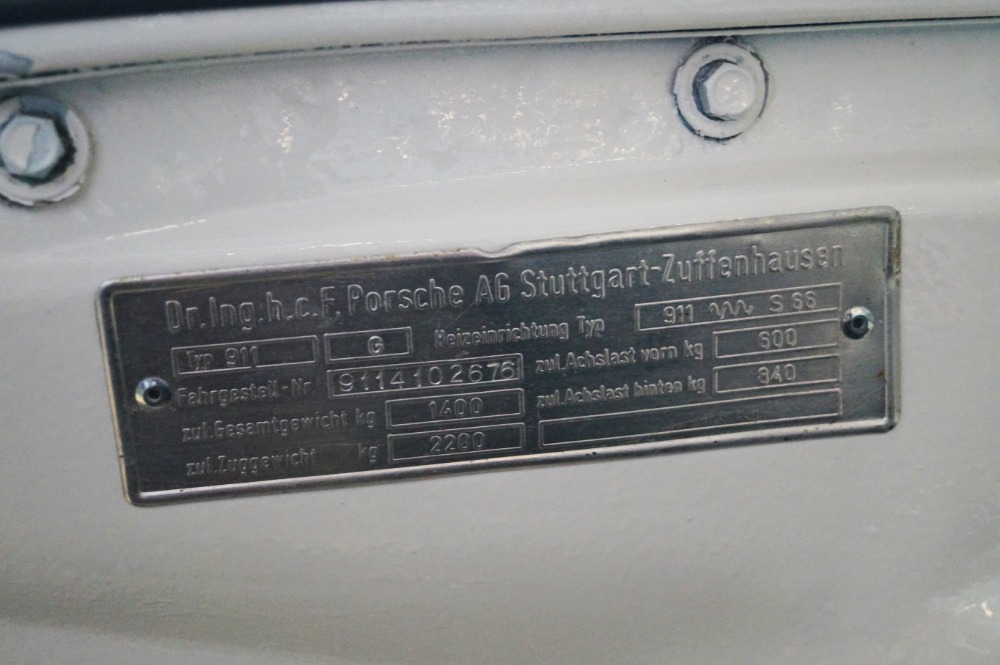 Dr.Ing.h.c.F. Porsche AG Stuttgart-Zuffenhausen
Typ 911 G Heizeinrichtung Typ 911 S 66
Fahrgestell-Nr. 9114102676 zul.Achslast vorn kg 600
zul.Gesamtgewicht kg 1400 zul.Achslast hinten kg 840
zul.Zuggewicht kg 2200